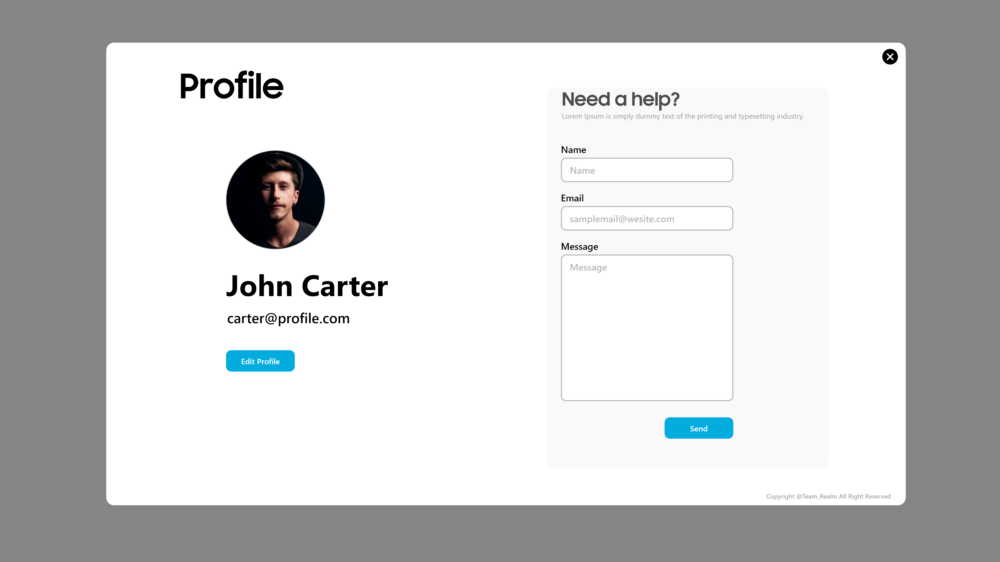 Profile
John Carter
carter@profile.com
Edit Profile
Need a help?
Lorem Ipsum is simply dummy text of the printing and typesetting industry.
Name
Name
Email
samplemail@wesite.com
Message
Message
Send
Copyright @Team_Realm All Right Reserved